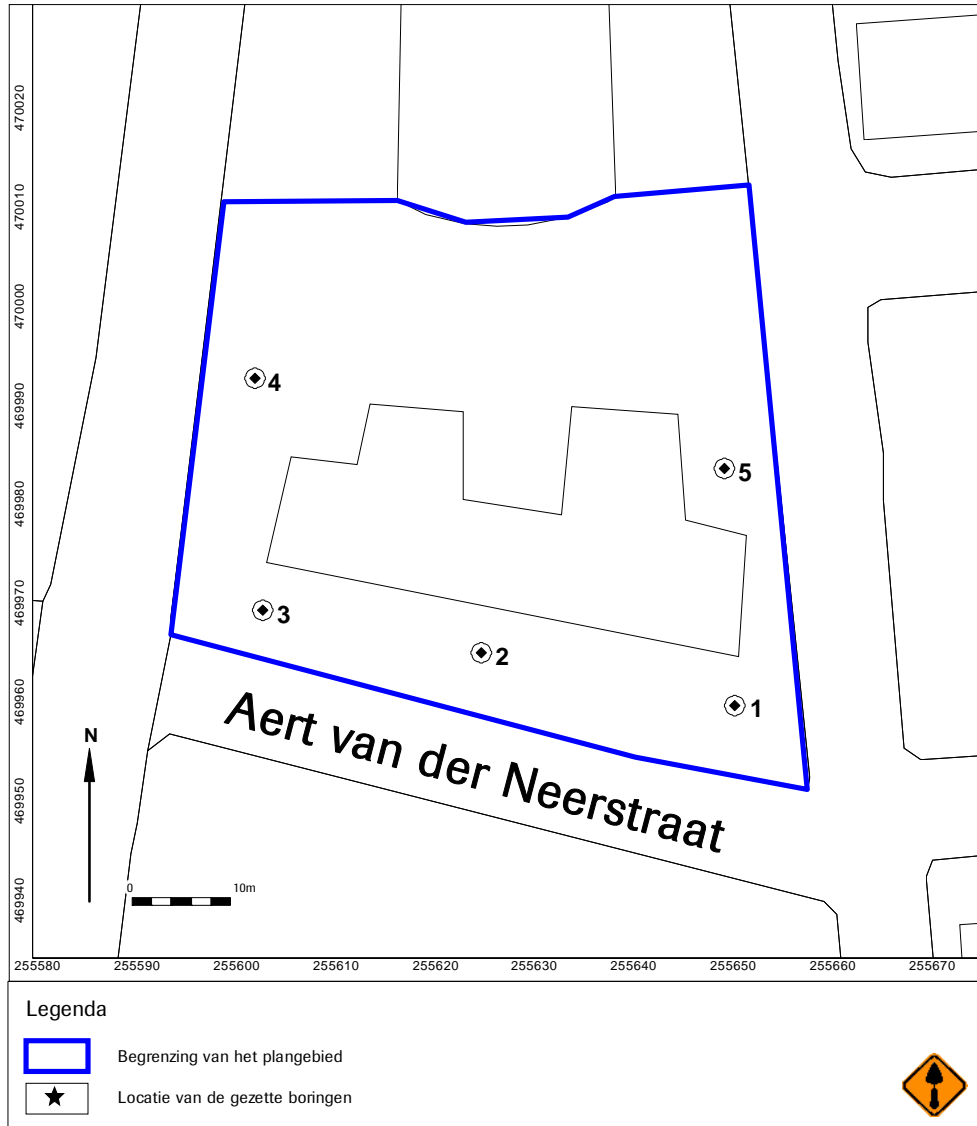 470020
470010
470000
469990
469980
469970
469960
469950
469940
4
5
3
2
1
Aert van der Neerstraat
N
0 10m
255580 255590 255600 255610 255620 255630 255640 255650 255660 255670
Legenda
Begrenzing van het plangebied
Locatie van de gezette boringen